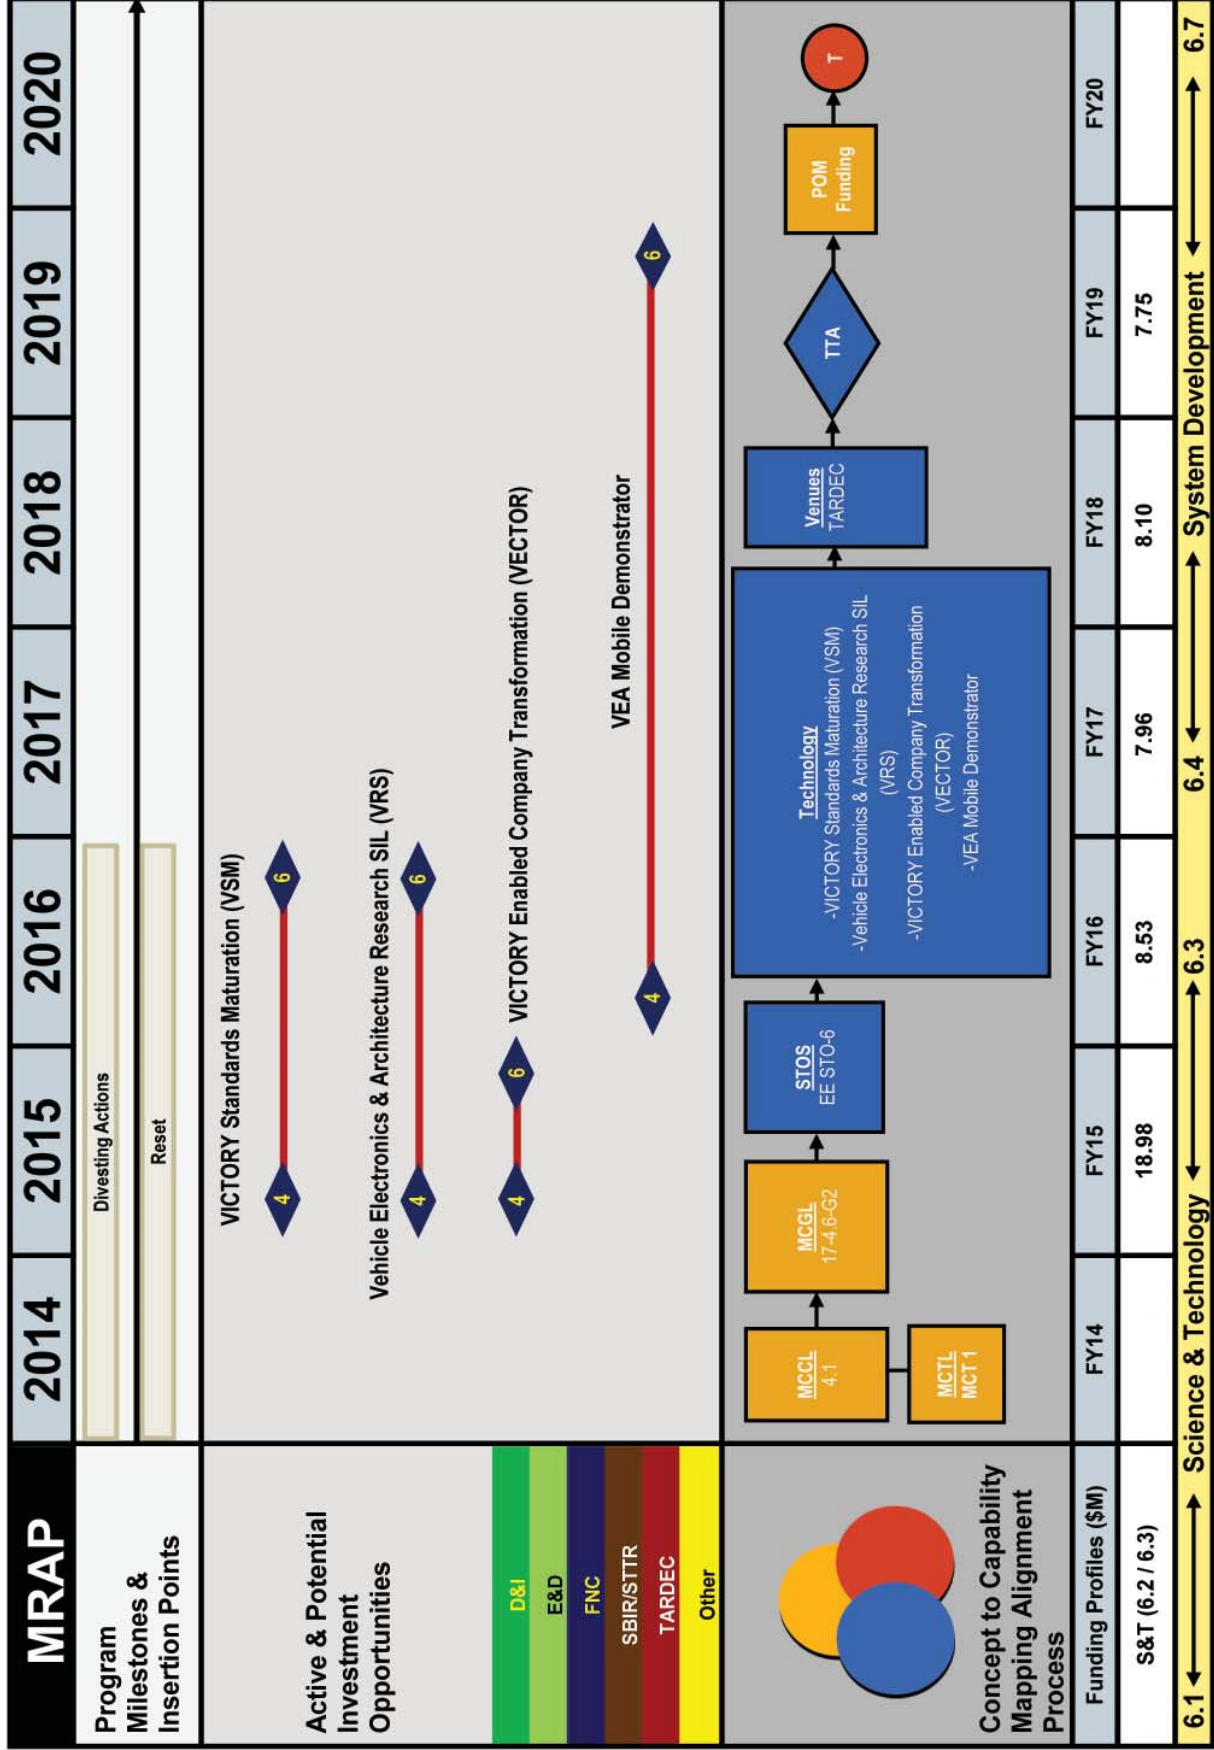 MRAP
2014
2015
2016
2017
2018
2019
2020
Program
Milestones &
Insertion Points
Divesting Actions
Reset
Active & Potential
Investment
Opportunities
D&I
E&D
FNC
SBIR/STTR
TARDEC
Other
VICTORY Standards Maturation (VSM)
4
6
Vehicle Electronics & Architecture Research SIL (VRS)
4
6
VICTORY Enabled Company Transformation (VECTOR)
4
6
VEA Mobile Demonstrator
4
6
Concept to Capability
Mapping Alignment
Process
MCCL
4.1
MCTL
MCT 1
MCGL
17-4.6-G2
STOS
EE STO-6
Technology
-VICTORY Standards Maturation (VSM)
-Vehicle Electronics & Architecture Research SIL
(VRS)
-VICTORY Enabled Company Transformation
(VECTOR)
-VEA Mobile Demonstrator
Venues
TARDEC
TTA
POM
Funding
T
Funding Profiles ($M)
FY14
FY15
FY16
FY17
FY18
FY19
FY20
S&T (6.2 / 6.3)
18.98
8.53
7.96
8.10
7.75
6.1
Science & Technology
6.3
6.4
System Development
6.7